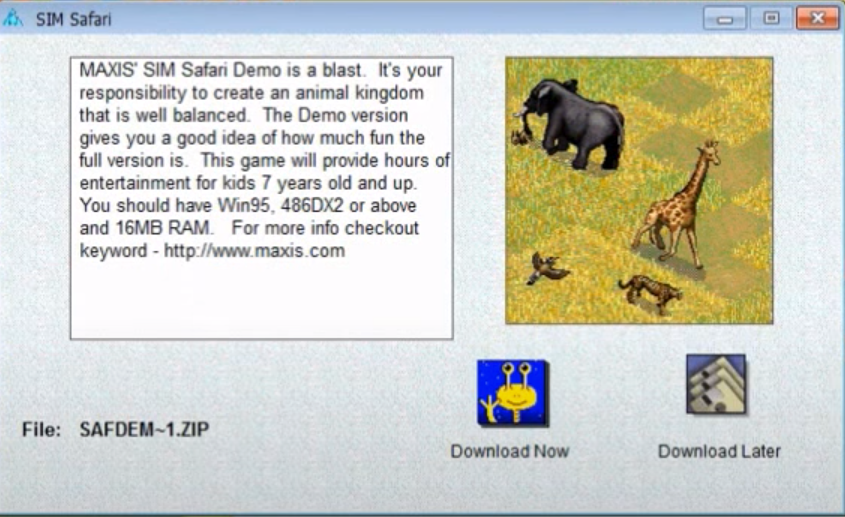 SIM Safari
MAXIS' SIM Safari Demo is a blast. It's your
responsibility to create an animal kingdom
that is well balanced. The Demo version
gives you a good idea of how much fun the
full version is. This game will provide hours of
entertainment for kids 7 years old and up.
You should have Win95, 486DX2 or above
and 16MB RAM. For more info checkout
keyword - http://www.maxis.com
File: SAFDEM~1.ZIP
Download Now
Download Later